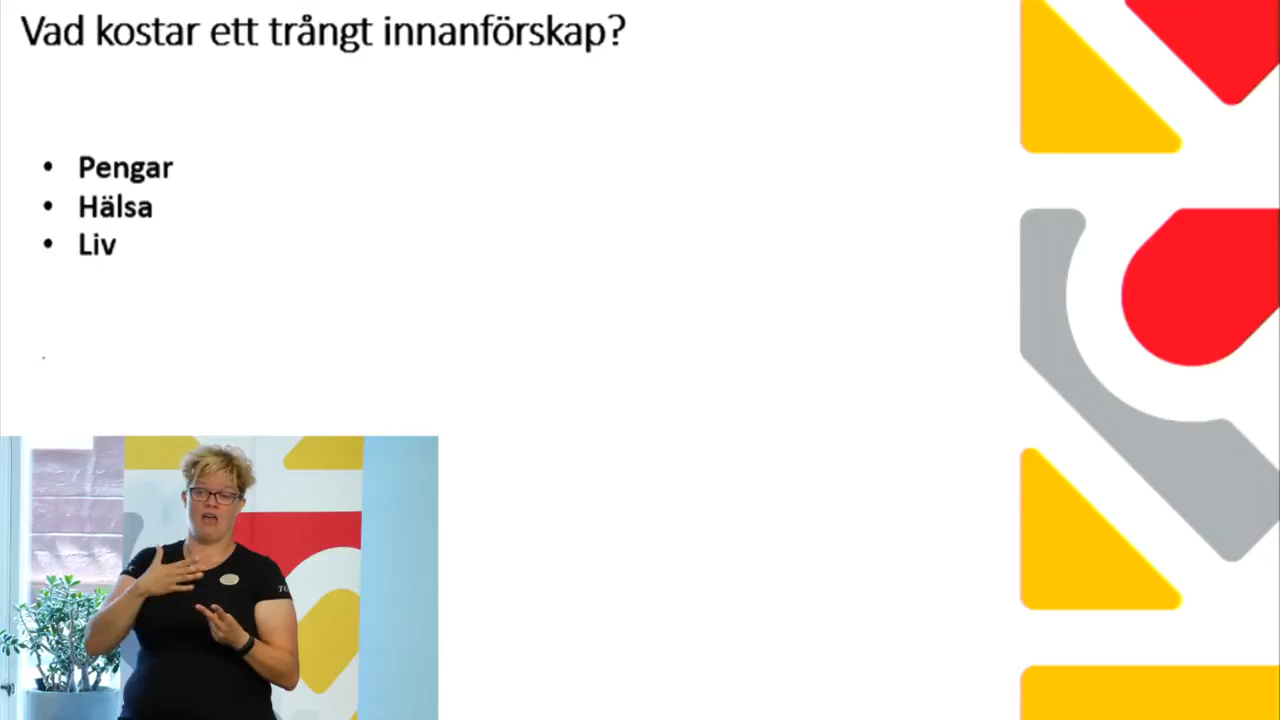 Vad kostar ett trångt innanförskap?
• Pengar
• Hälsa
• Liv